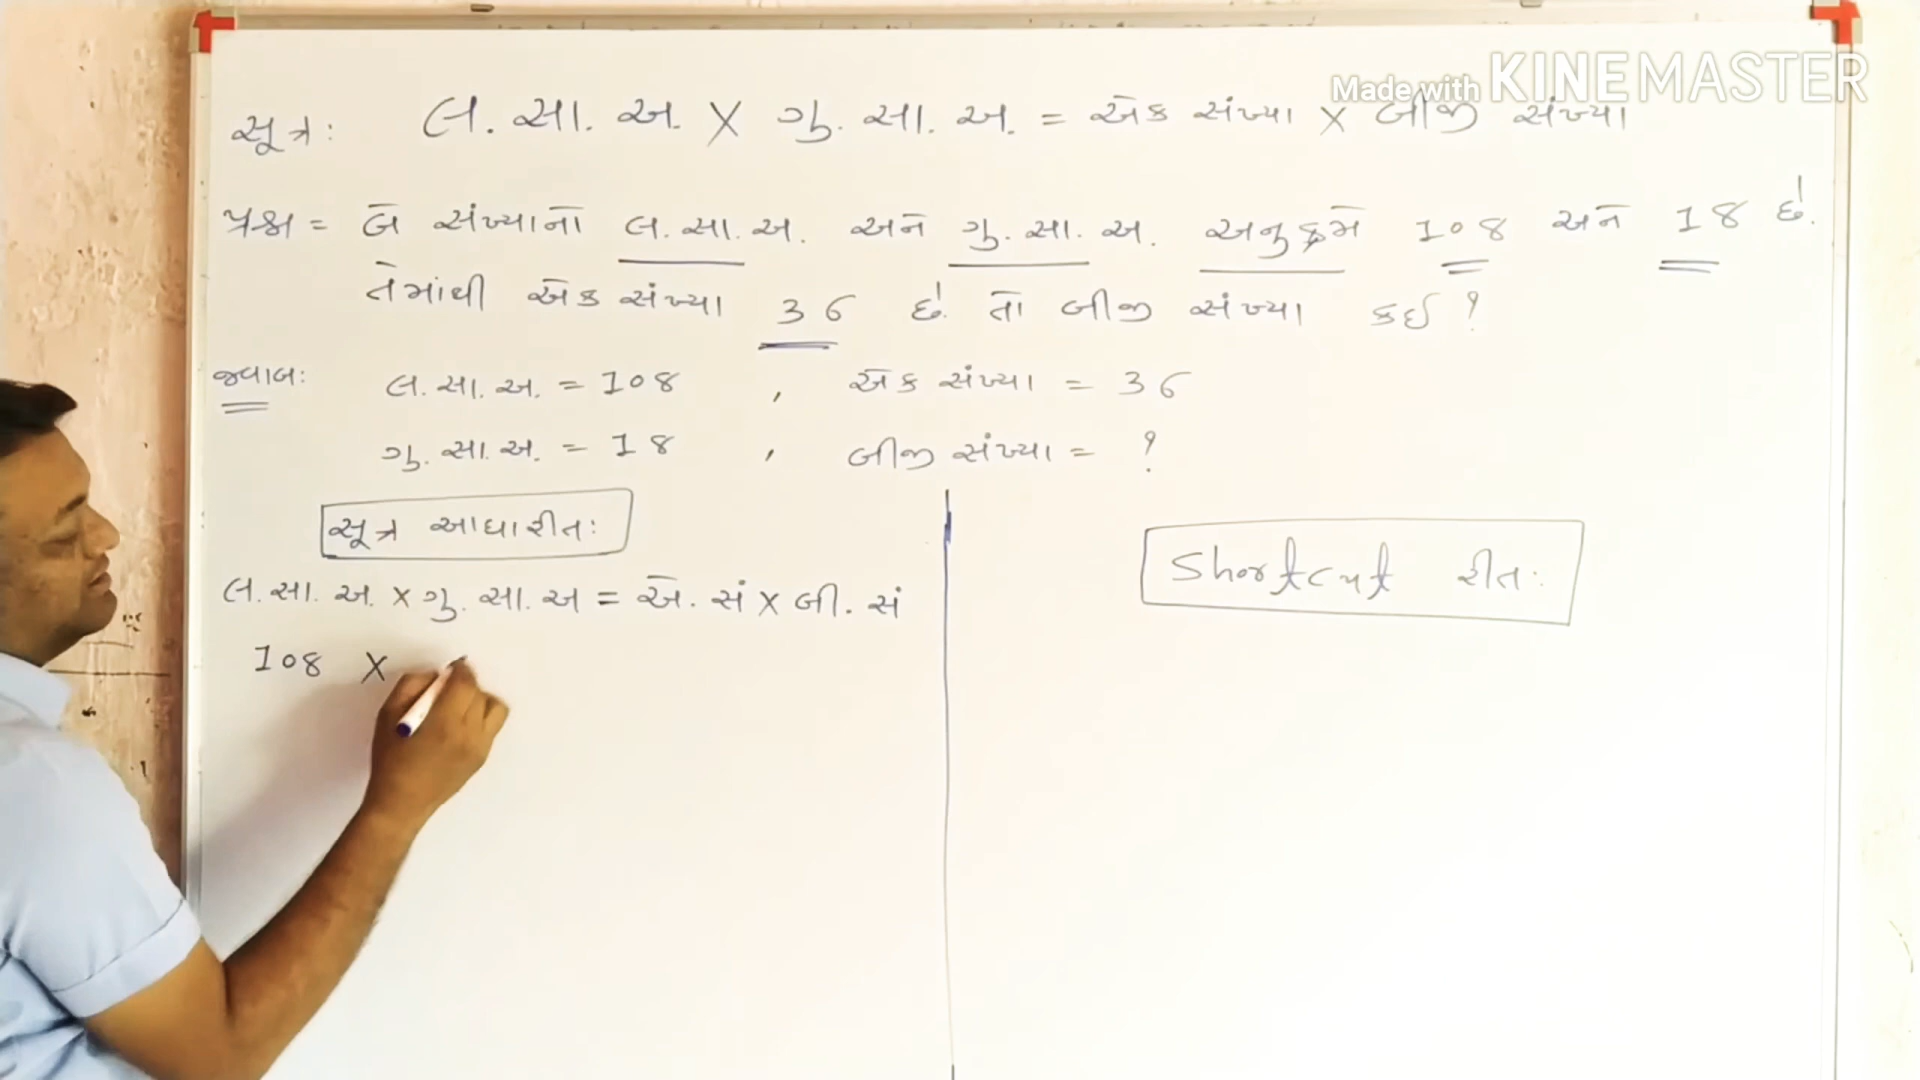 Made with KINEMASTER
સૂત્ર: લ. સા. અ. X ગુ. સા. અ. = એક સંખ્યા X બીજી સંખ્યા
પ્રશ્ન = બે સંખ્યાનો લ. સા. અ. અને ગુ. સા. અ. અનુક્રમે 108 અને 18 છે.
તેમાંથી એક સંખ્યા 36 છે. તો બીજી સંખ્યા કઈ ?
જવાબ: લ. સા. અ. = 108 , એક સંખ્યા = 36
ગુ. સા. અ. = 18 , બીજી સંખ્યા = ?
સૂત્ર આધારીત:
લ. સા. અ. x ગુ. સા. અ = એ. સં x બી. સં
108 X
Shortcut રીત: